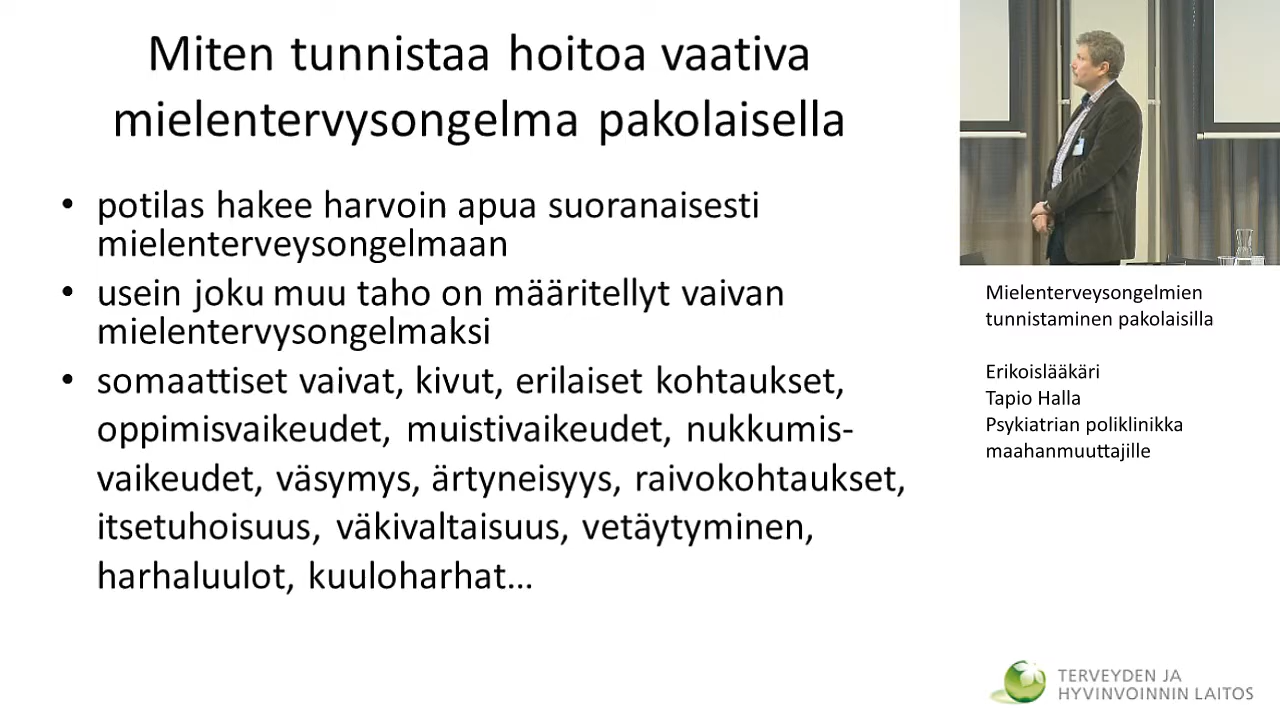 Miten tunnistaa hoitoa vaativa
mielentervysongelma pakolaisella
• potilas hakee harvoin apua suoranaisesti
mielenterveysongelmaan
• usein joku muu taho on määritellyt vaivan
mielentervysongelmaksi
• somaattiset vaivat, kivut, erilaiset kohtaukset,
oppimisvaikeudet, muistivaikeudet, nukkumis-
vaikeudet, väsymys, ärtyneisyys, raivokohtaukset,
itsetuhoisuus, väkivaltaisuus, vetäytyminen,
harhaluulot, kuuloharhat…
Mielenterveysongelmien
tunnistaminen pakolaisilla
Erikoislääkäri
Tapio Halla
Psykiatrian poliklinikka
maahanmuuttajille
TERVEYDEN JA
HYVINVOINNIN LAITOS